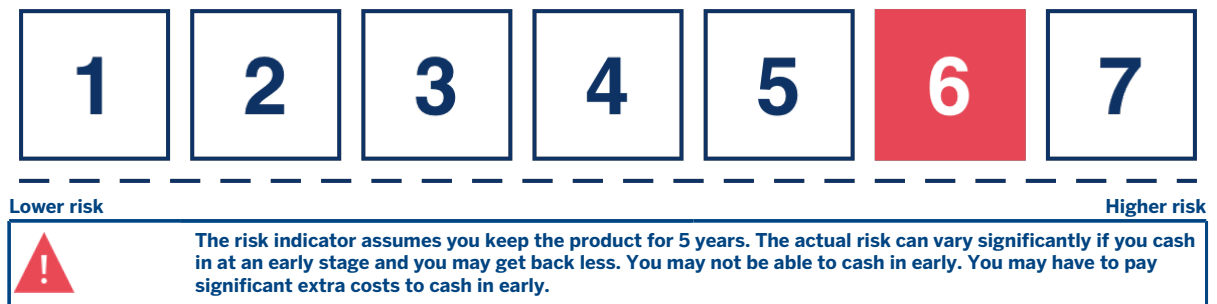 1 2 3 4 5 6 7
Lower risk Higher risk
!
The risk indicator assumes you keep the product for 5 years. The actual risk can vary significantly if you cash
in at an early stage and you may get back less. You may not be able to cash in early. You may have to pay
significant extra costs to cash in early.